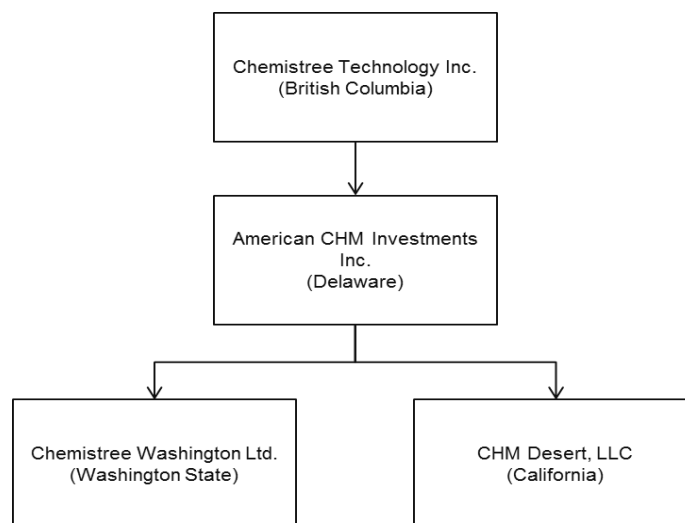 Chemistree Technology Inc.
(British Columbia)
American CHM Investments
Inc.
(Delaware)
Chemistree Washington Ltd.
(Washington State)
CHM Desert, LLC
(California)